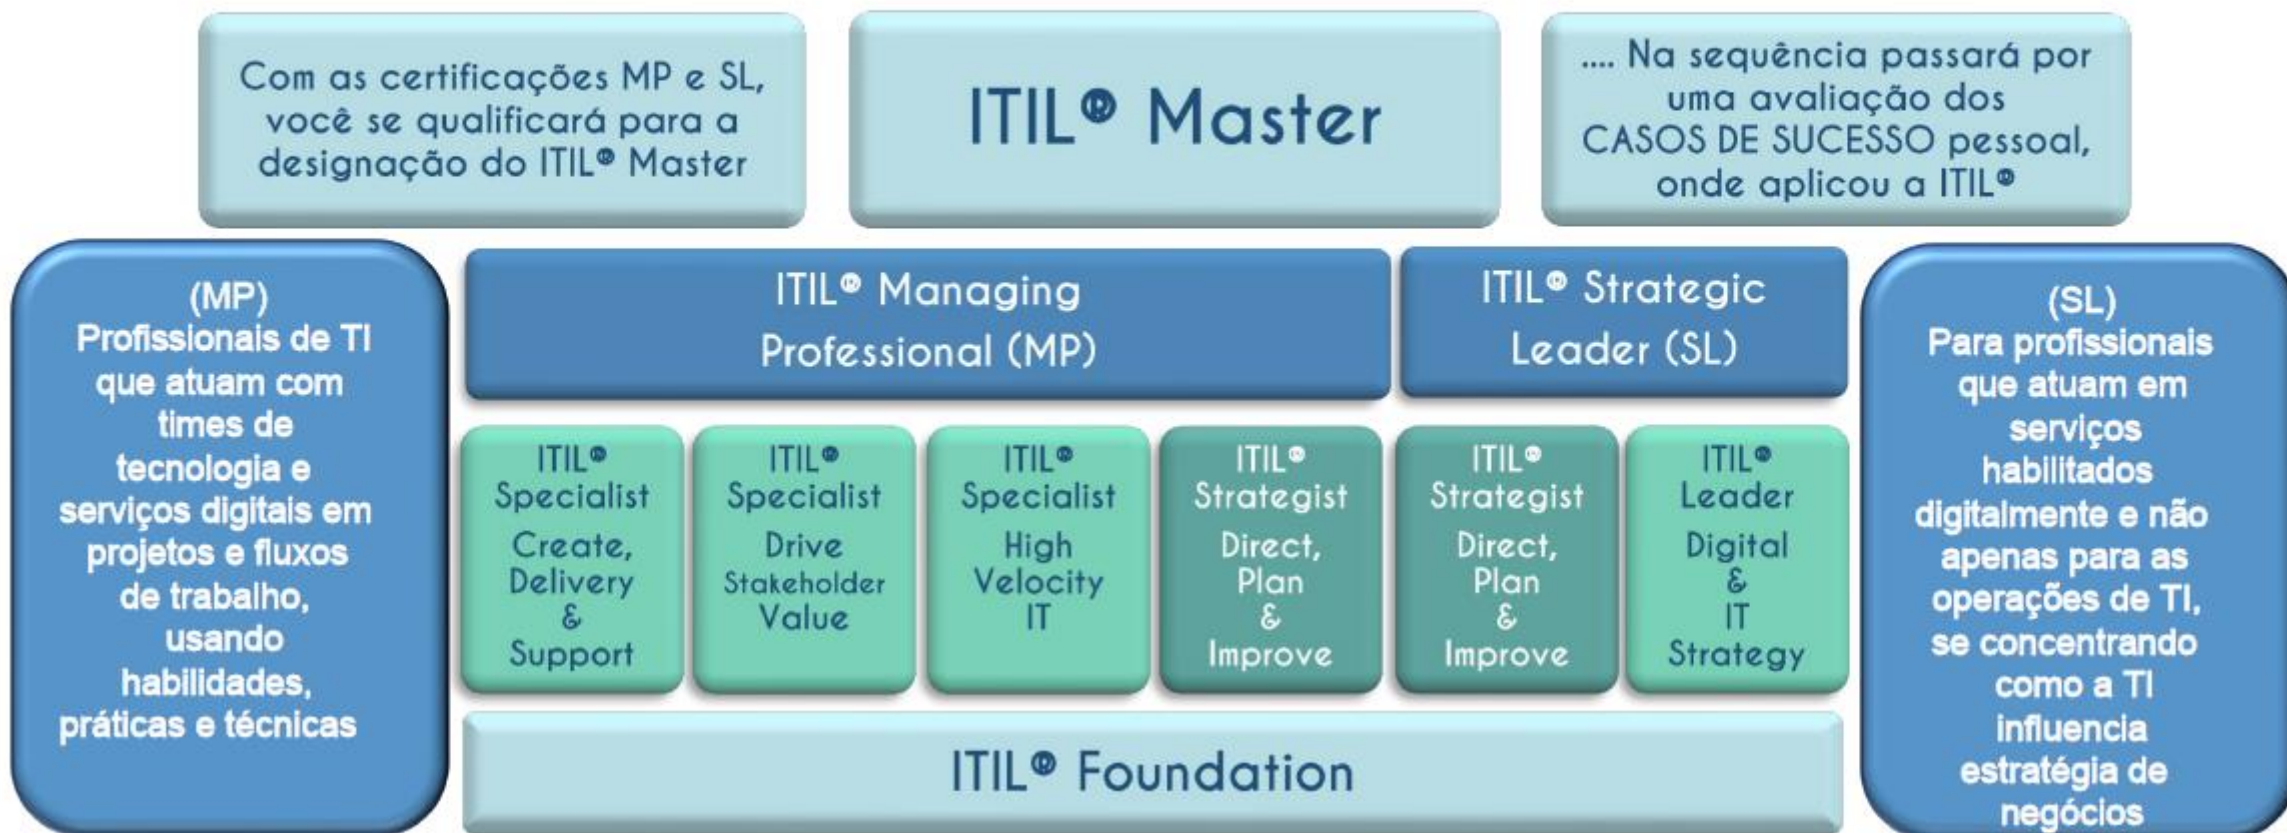 Com as certificações MP e SL,
você se qualificará para a
designação do ITIL® Master
ITIL® Master
.... Na sequência passará por
uma avaliação dos
CASOS DE SUCESSO pessoal,
onde aplicou a ITIL®
(MP)
Profissionais de TI
que atuam com
times de
tecnologia e
serviços digitais em
projetos e fluxos
de trabalho,
usando
habilidades,
práticas e técnicas
ITIL® Managing
Professional (MP)
ITIL® Strategic
Leader (SL)
ITIL®
Specialist
Create,
Delivery
&
Support
ITIL®
Specialist
Drive
Stakeholder
Value
ITIL®
Specialist
High
Velocity
IT
ITIL®
Strategist
Direct,
Plan
&
Improve
ITIL®
Strategist
Direct,
Plan
&
Improve
ITIL®
Leader
Digital
&
IT
Strategy
ITIL® Foundation
(SL)
Para profissionais
que atuam em
serviços
habilitados
digitalmente e não
apenas para as
operações de TI,
se concentrando
como a TI
influencia
estratégia de
negócios